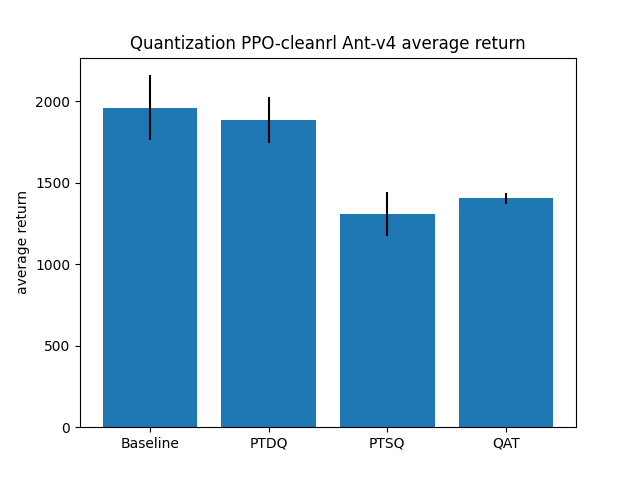 Quantization PPO-cleanrl Ant-v4 average return
average return
2000
1500
1000
500
0
Baseline PTDQ PTSQ QAT